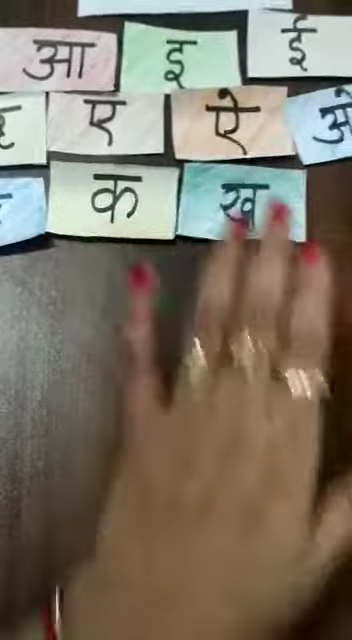 आ इ ई
ए ऐ
क ख